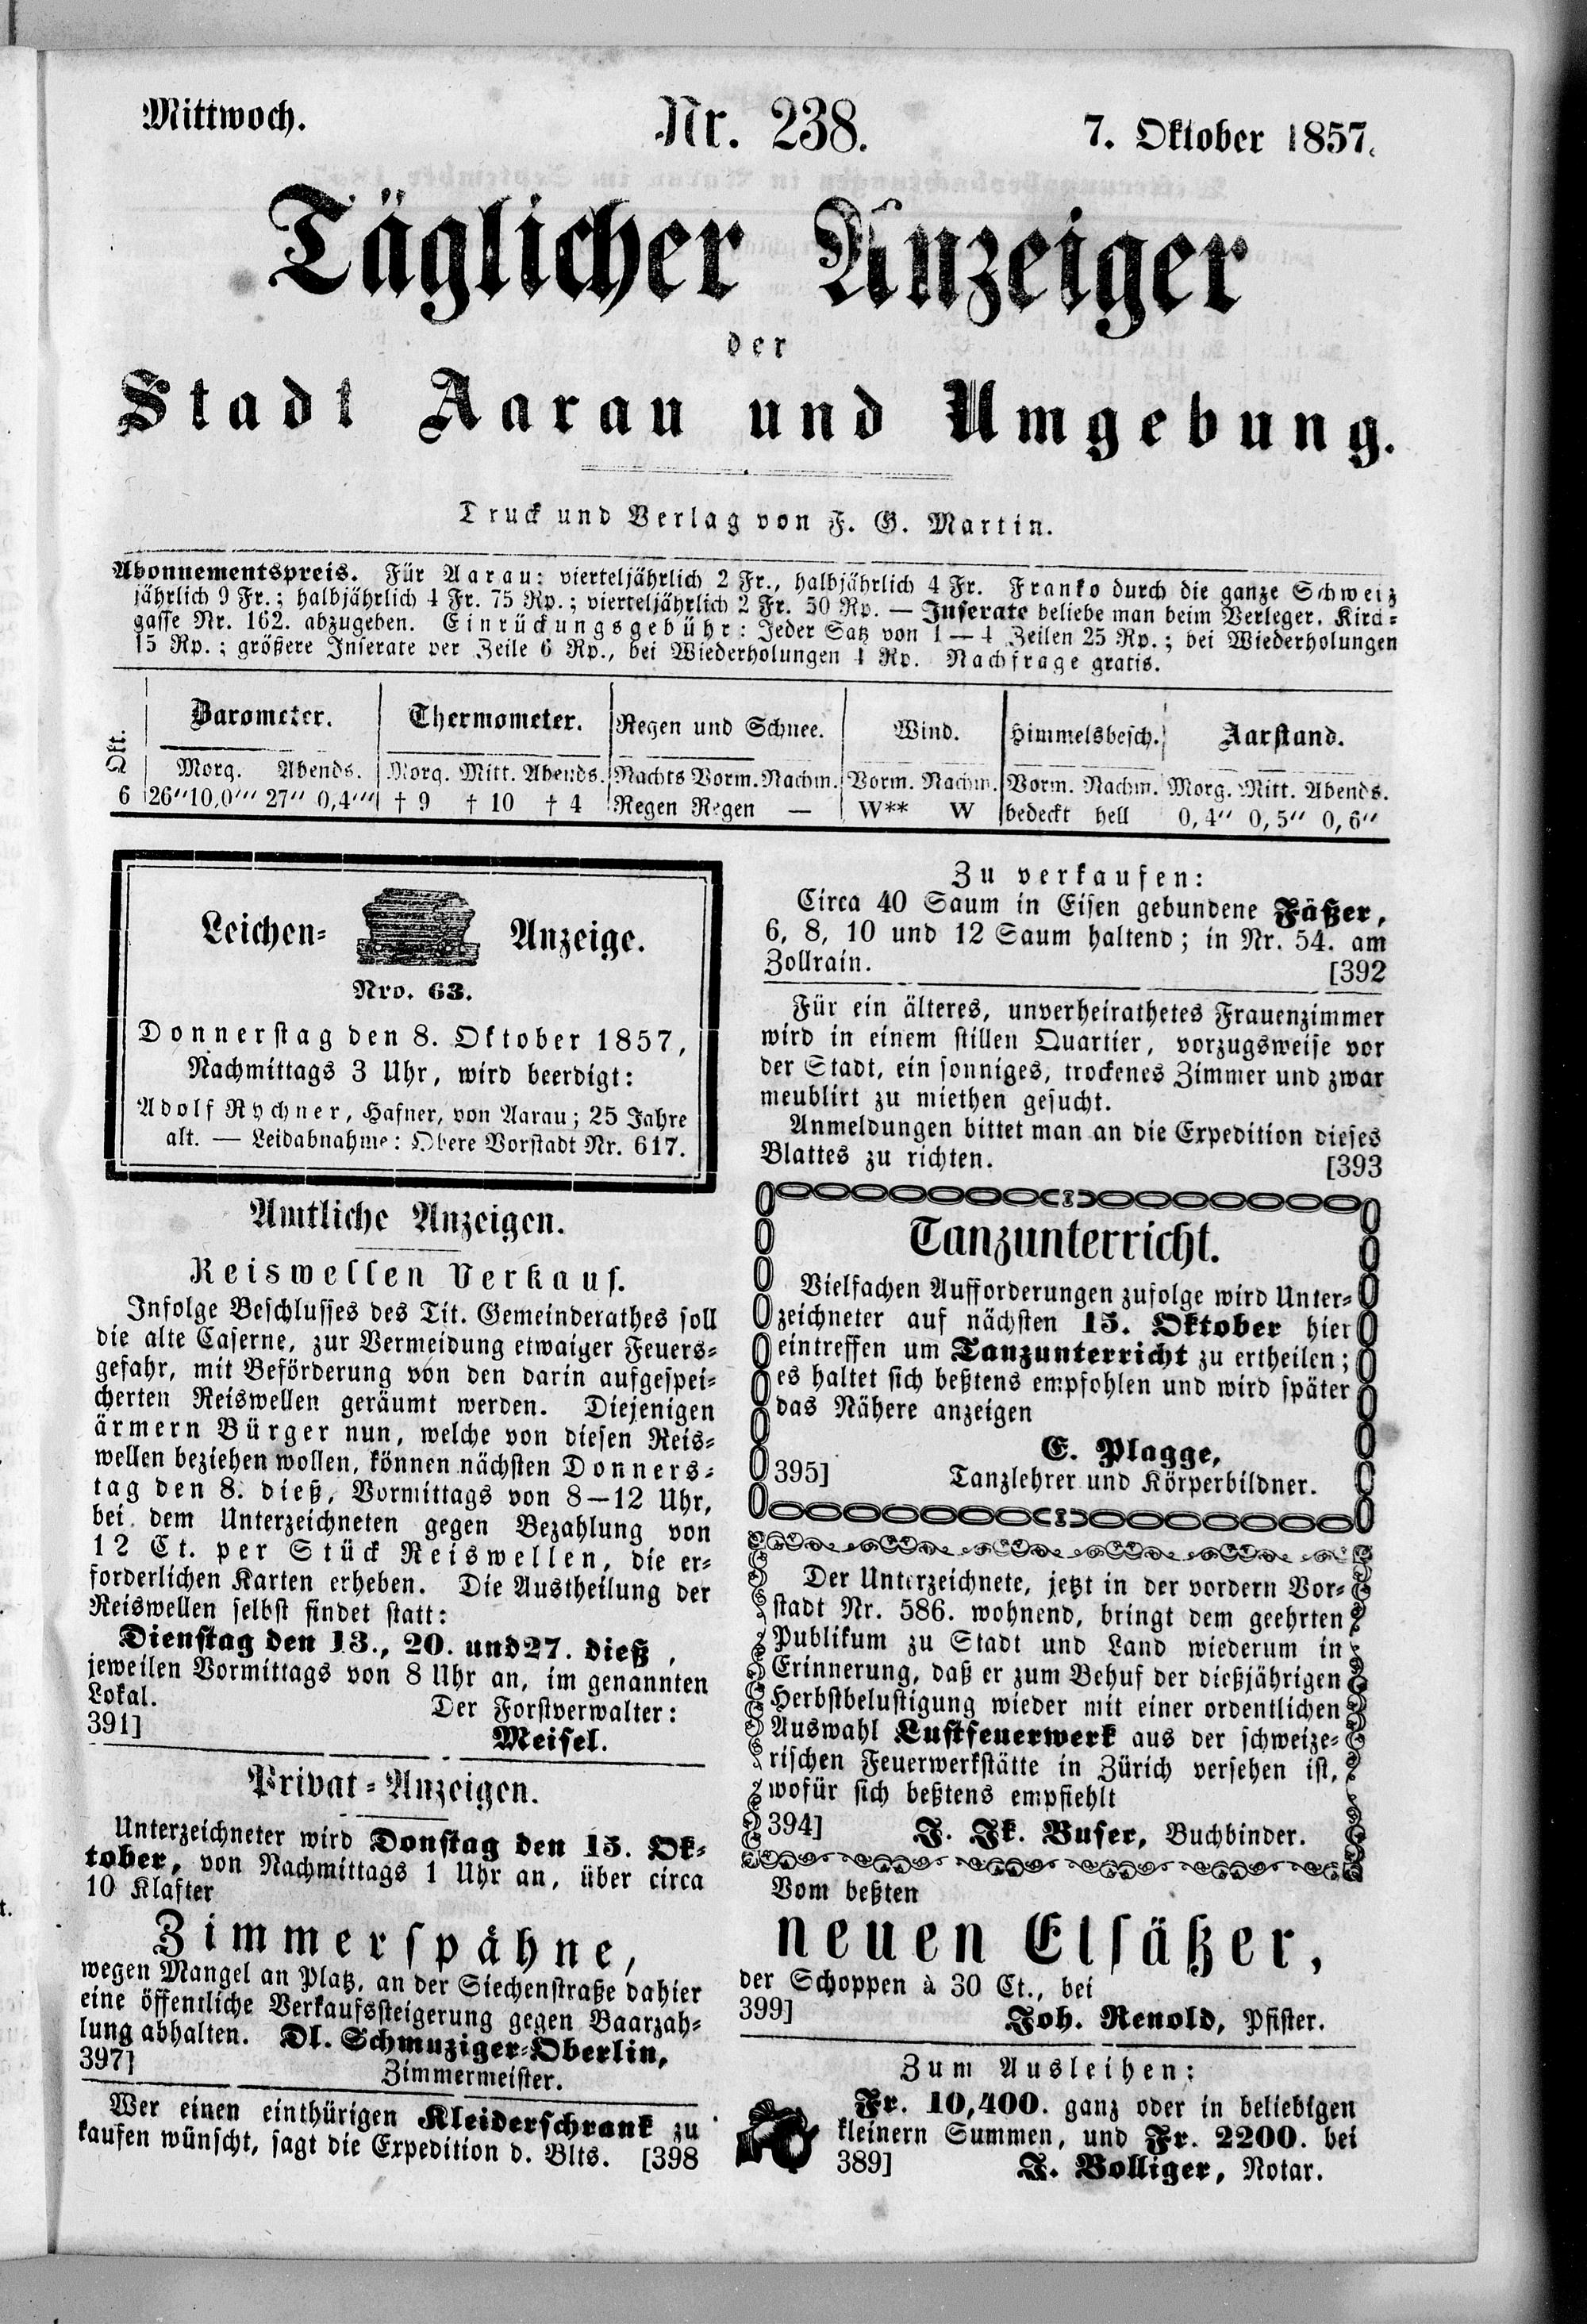 Mittwoch.
Nr. 238.
7. Oktober 1857.
Täglicher Anzeiger
der
Stadt Aarau und Umgebung.
Druck und Verlag von F. G. Martin.
Abonnementspreis. Für Aarau: vierteljährlich 2 Fr., halbjährlich 4 Fr. Franko durch die ganze Schweiz
jährlich 9 Fr.; halbjährlich 4 Fr. 75 Rp.; vierteljährlich 2 Fr. 50 Rp. — Inserate beliebe man beim Verleger, Kirch-
gasse Nr. 162. abzugeben. Einrückungsgebühr: Jeder Satz von 1—4 Zeilen 25 Rp.; bei Wiederholungen
15 Rp.; größere Inserate per Zeile 6 Rp., bei Wiederholungen 4 Rp. Nachfrage gratis.
Okt. Barometer. Thermometer. Regen und Schnee. Wind. Himmelsbesch. Aarstand.
Morg. Abends. Morg. Mitt. Abends. Nachts Vorm. Nachm. Vorm. Nachm. Vorm. Nachm. Morg. Mitt. Abends.
6 26''10,0''' 27'' 0,4''' † 9 † 10 † 4 Regen Regen — W** W bedeckt hell 0,4'' 0,5'' 0,6''
Leichen- Anzeige.
Nro. 63.
Donnerstag den 8. Oktober 1857,
Nachmittags 3 Uhr, wird beerdigt:
Adolf Rychner, Hafner, von Aarau; 25 Jahre
alt. — Leidabnahme: Obere Vorstadt Nr. 617.
Amtliche Anzeigen.
Reiswellen Verkauf.
Infolge Beschlusses des Tit. Gemeinderathes soll
die alte Caserne, zur Vermeidung etwaiger Feuers-
gefahr, mit Beförderung von den darin aufgespei-
cherten Reiswellen geräumt werden. Diejenigen
ärmern Bürger nun, welche von diesen Reis-
wellen beziehen wollen, können nächsten Donners-
tag den 8. dieß, Vormittags von 8—12 Uhr,
bei dem Unterzeichneten gegen Bezahlung von
12 Ct. per Stück Reiswellen, die er-
forderlichen Karten erheben. Die Austheilung der
Reiswellen selbst findet statt:
Dienstag den 13., 20. und 27. dieß,
jeweilen Vormittags von 8 Uhr an, im genannten
Lokal. Der Forstverwalter:
391] Meisel.
Privat-Anzeigen.
Unterzeichneter wird Donstag den 15. Ok-
tober, von Nachmittags 1 Uhr an, über circa
10 Klafter
Zimmerspähne,
wegen Mangel an Platz, an der Siechenstraße dahier
eine öffentliche Verkaufssteigerung gegen Baarzah-
lung abhalten. Dl. Schmuziger-Oberlin,
397] Zimmermeister.
Wer einen einthürigen Kleiderschrank zu
kaufen wünscht, sagt die Expedition d. Blts. [398
Zu verkaufen:
Circa 40 Saum in Eisen gebundene Fäßer,
6, 8, 10 und 12 Saum haltend; in Nr. 54. am
Zollrain. [392
Für ein älteres, unverheirathetes Frauenzimmer
wird in einem stillen Quartier, vorzugsweise vor
der Stadt, ein sonniges, trockenes Zimmer und zwar
meublirt zu miethen gesucht.
Anmeldungen bittet man an die Expedition dieses
Blattes zu richten. [393
Tanzunterricht.
Vielfachen Aufforderungen zufolge wird Unter-
zeichneter auf nächsten 15. Oktober hier
eintreffen um Tanzunterricht zu ertheilen;
es haltet sich beßtens empfohlen und wird später
das Nähere anzeigen
E. Plagge,
395] Tanzlehrer und Körperbildner.
Der Unterzeichnete, jetzt in der vordern Vor-
stadt Nr. 586. wohnend, bringt dem geehrten
Publikum zu Stadt und Land wiederum in
Erinnerung, daß er zum Behuf der dießjährigen
Herbstbelustigung wieder mit einer ordentlichen
Auswahl Lustfeuerwerk aus der schweize-
rischen Feuerwerkstätte in Zürich versehen ist,
wofür sich beßtens empfiehlt
394] J. Jk. Buser, Buchbinder.
Vom beßten
neuen Elsäßer,
der Schoppen à 30 Ct., bei
399] Joh. Renold, Pfister.
Zum Ausleihen:
Fr. 10,400. ganz oder in beliebigen
kleinern Summen, und Fr. 2200. bei
389] J. Bolliger, Notar.